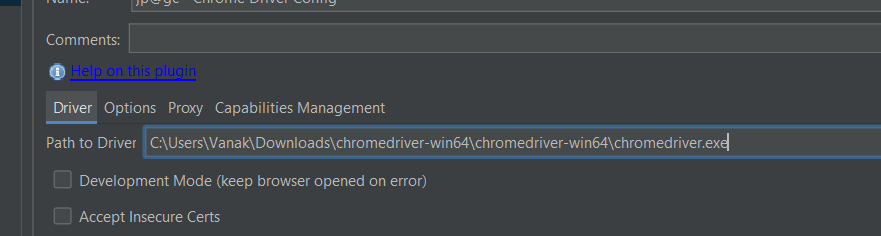 Name: jp@gc - Chrome Driver Config
Comments:
Help on this plugin
Driver Options Proxy Capabilities Management
Path to Driver C:\Users\Vanak\Downloads\chromedriver-win64\chromedriver-win64\chromedriver.exe
Development Mode (keep browser opened on error)
Accept Insecure Certs